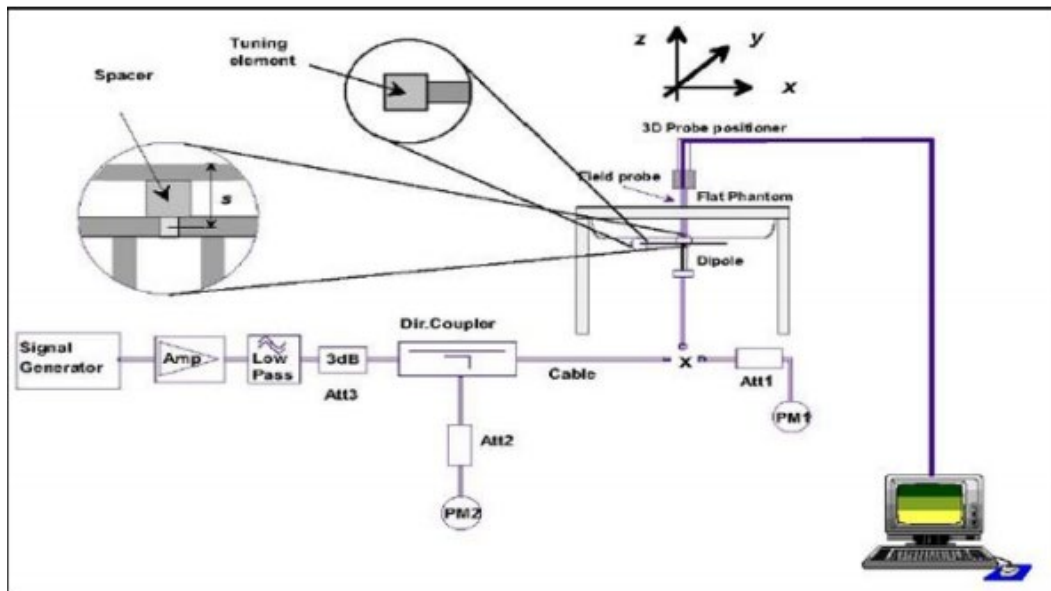 Tuning
element
Spacer
s
z
y
x
3D Probe positioner
Field probe
Flat Phantom
Dipole
Signal
Generator
Amp
Low
Pass
3dB
Att3
Dir.Coupler
Cable
x
Att1
PM1
Att2
PM2